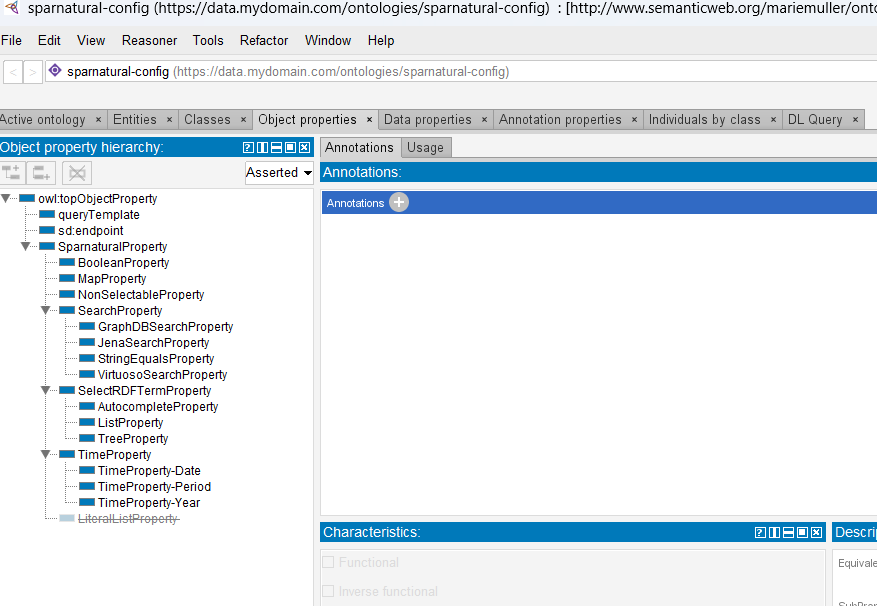 sparnatural-config (https://data.mydomain.com/ontologies/sparnatural-config) : [http://www.semanticweb.org/mariemuller/onto
File Edit View Reasoner Tools Refactor Window Help
< > sparnatural-config (https://data.mydomain.com/ontologies/sparnatural-config)
Active ontology × Entities × Classes × Object properties × Data properties × Annotation properties × Individuals by class × DL Query ×
Object property hierarchy:
Asserted
owl:topObjectProperty
queryTemplate
sd:endpoint
SparnaturalProperty
BooleanProperty
MapProperty
NonSelectableProperty
SearchProperty
GraphDBSearchProperty
JenaSearchProperty
StringEqualsProperty
VirtuosoSearchProperty
SelectRDFTermProperty
AutocompleteProperty
ListProperty
TreeProperty
TimeProperty
TimeProperty-Date
TimeProperty-Period
TimeProperty-Year
LiteralListProperty
Annotations Usage
Annotations:
Annotations
Characteristics:
Functional
Inverse functional
Descrip
Equivale
SubProp